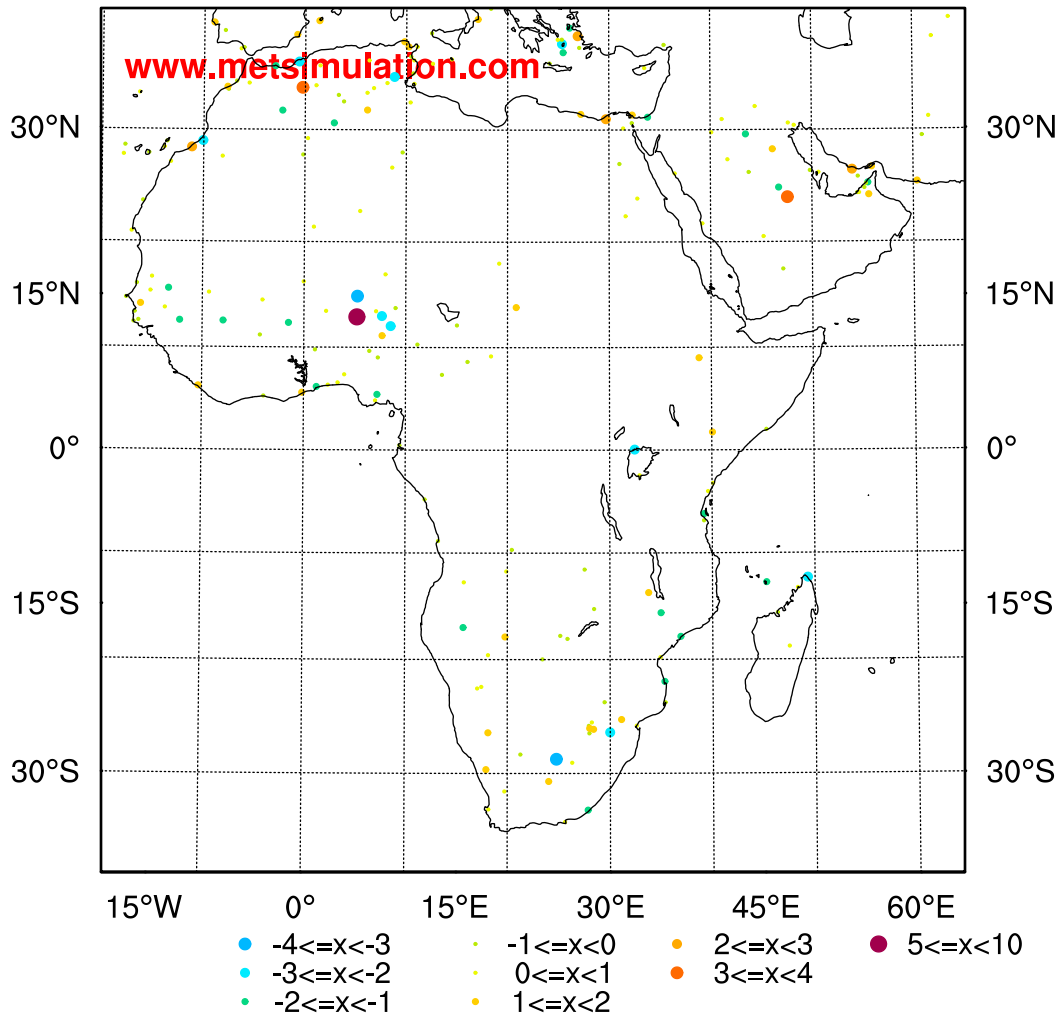 www.metsimulation.com
30°N 30°N
15°N 15°N
0° 0°
15°S 15°S
30°S 30°S
15°W 0° 15°E 30°E 45°E 60°E
-4<=x<-3 -1<=x<0 2<=x<3 5<=x<10
-3<=x<-2 0<=x<1 3<=x<4
-2<=x<-1 1<=x<2